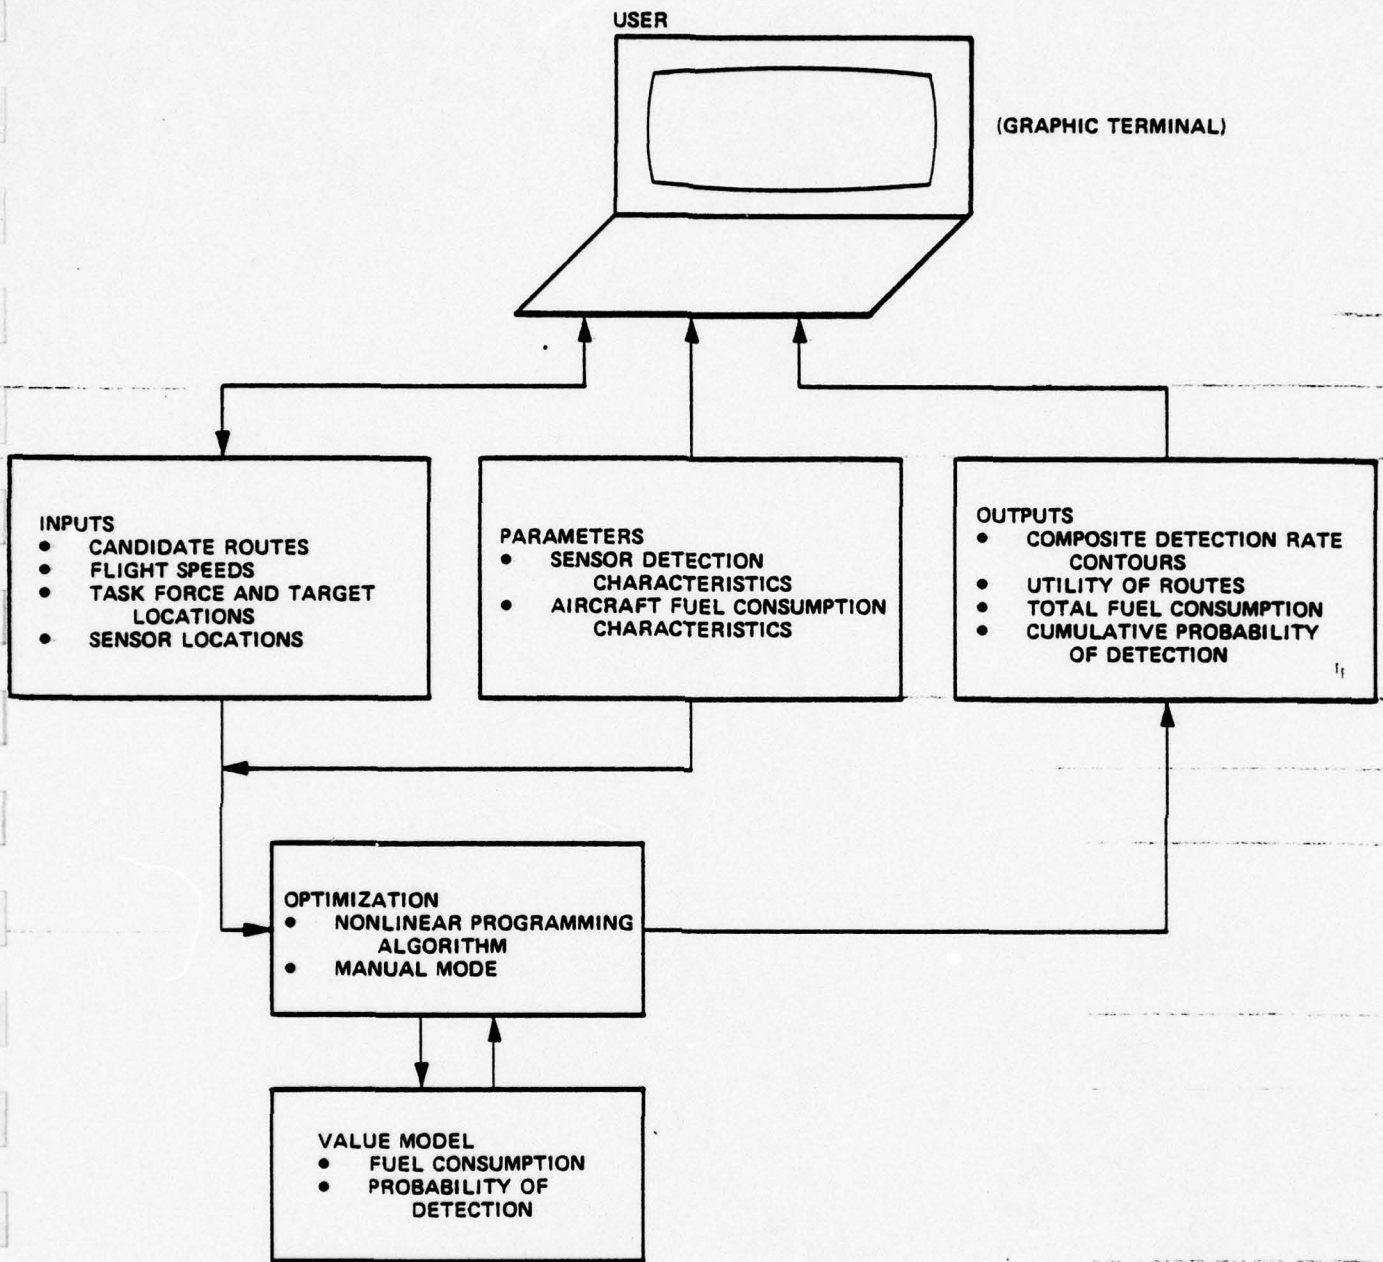 USER
(GRAPHIC TERMINAL)
INPUTS
• CANDIDATE ROUTES
• FLIGHT SPEEDS
• TASK FORCE AND TARGET
LOCATIONS
• SENSOR LOCATIONS
PARAMETERS
• SENSOR DETECTION
CHARACTERISTICS
• AIRCRAFT FUEL CONSUMPTION
CHARACTERISTICS
OUTPUTS
• COMPOSITE DETECTION RATE
CONTOURS
• UTILITY OF ROUTES
• TOTAL FUEL CONSUMPTION
• CUMULATIVE PROBABILITY
OF DETECTION
OPTIMIZATION
• NONLINEAR PROGRAMMING
ALGORITHM
• MANUAL MODE
VALUE MODEL
• FUEL CONSUMPTION
• PROBABILITY OF
DETECTION